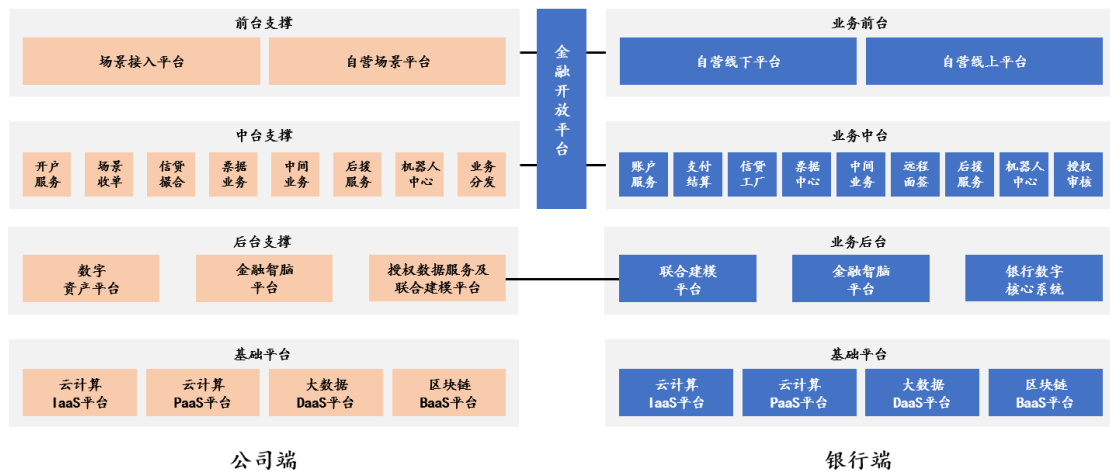 前台支撑
场景接入平台
自营场景平台
中台支撑
开户
服务
场景
收单
信贷
撮合
票据
业务
中间
业务
后援
服务
机器人
中心
业务
分发
后台支撑
数字
資产平台
金融智脑
平台
授权数据服务及
联合建模平台
基础平台
云计算
IaaS平台
云计算
PaaS平台
大数据
DaaS平台
区块链
BaaS平台
公司端
金
融
开
放
平
台
业务前台
自营线下平台
自营线上平台
业务中台
账户
服务
支付
结算
信贷
工厂
票据
中心
中间
业务
远程
面签
后援
服务
机器人
中心
授权
审核
业务后台
联合建模
平台
金融智脑
平台
银行数字
核心系统
基础平台
云计算
IaaS平台
云计算
PaaS平台
大数据
DaaS平台
区块链
BaaS平台
银行端